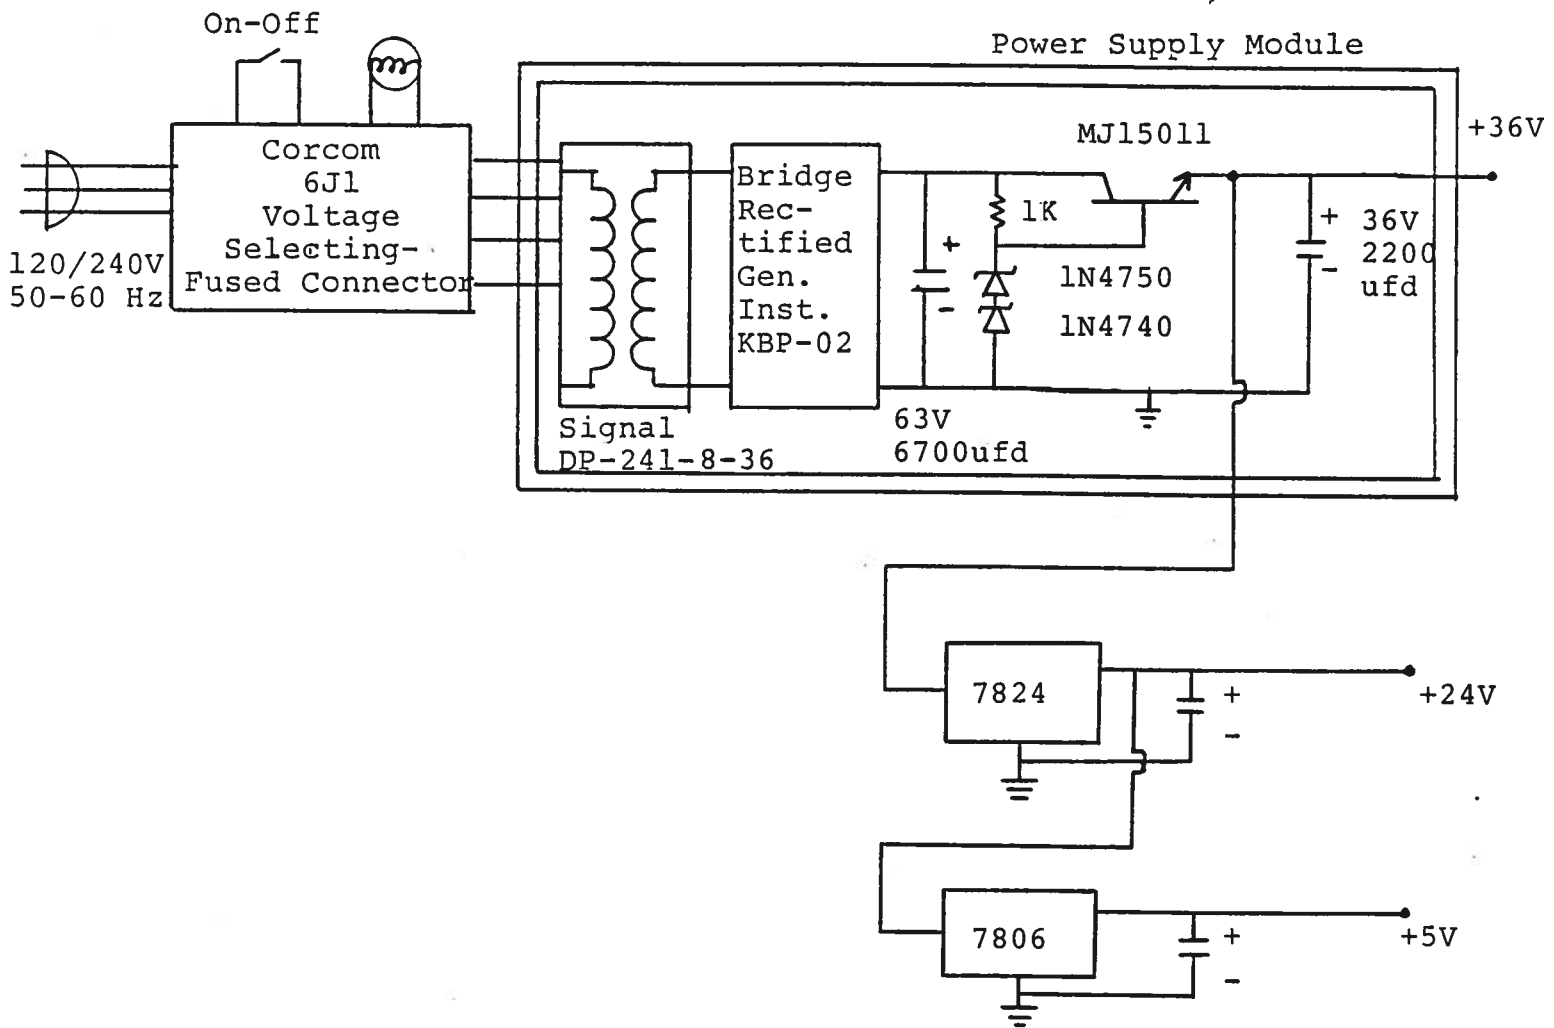 On-Off
Power Supply Module
Corcom
6J1
Voltage
Selecting-
Fused Connector
120/240V
50-60 Hz
Signal
DP-241-8-36
Bridge
Rec-
tified
Gen.
Inst.
KBP-02
63V
6700ufd
+
-
1K
1N4750
1N4740
MJ15011
+
-
36V
2200
ufd
+36V
7824
+
-
+24V
7806
+
-
+5V